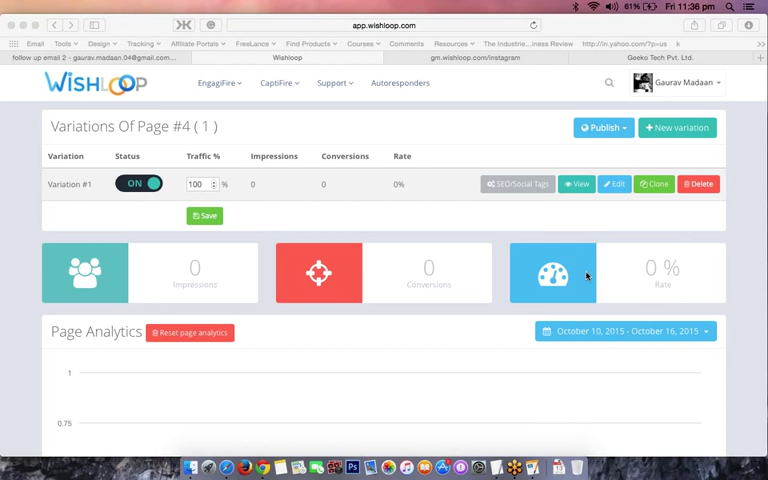 61% Fri 11:36 pm
app.wishloop.com
Email Tools Design Tracking Affiliate Portals FreeLance Find Products Courses Comments Resources The Industrie...iness Review http://in.yahoo.com/?p=us k
follow up email 2 - gaurav.madaan.04@gmail.com... Wishloop gm.wishloop.com/instagram Geeko Tech Pvt. Ltd.
WiSHLOOP EngagiFire CaptiFire Support Autoresponders Gaurav Madaan
Variations Of Page #4 ( 1 ) Publish + New variation
Variation Status Traffic % Impressions Conversions Rate
Variation #1 ON 100 % 0 0 0% SEO/Social Tags View Edit Clone Delete
Save
0 0 0 %
Impressions Conversions Rate
Page Analytics Reset page analytics October 10, 2015 - October 16, 2015
1
0.75